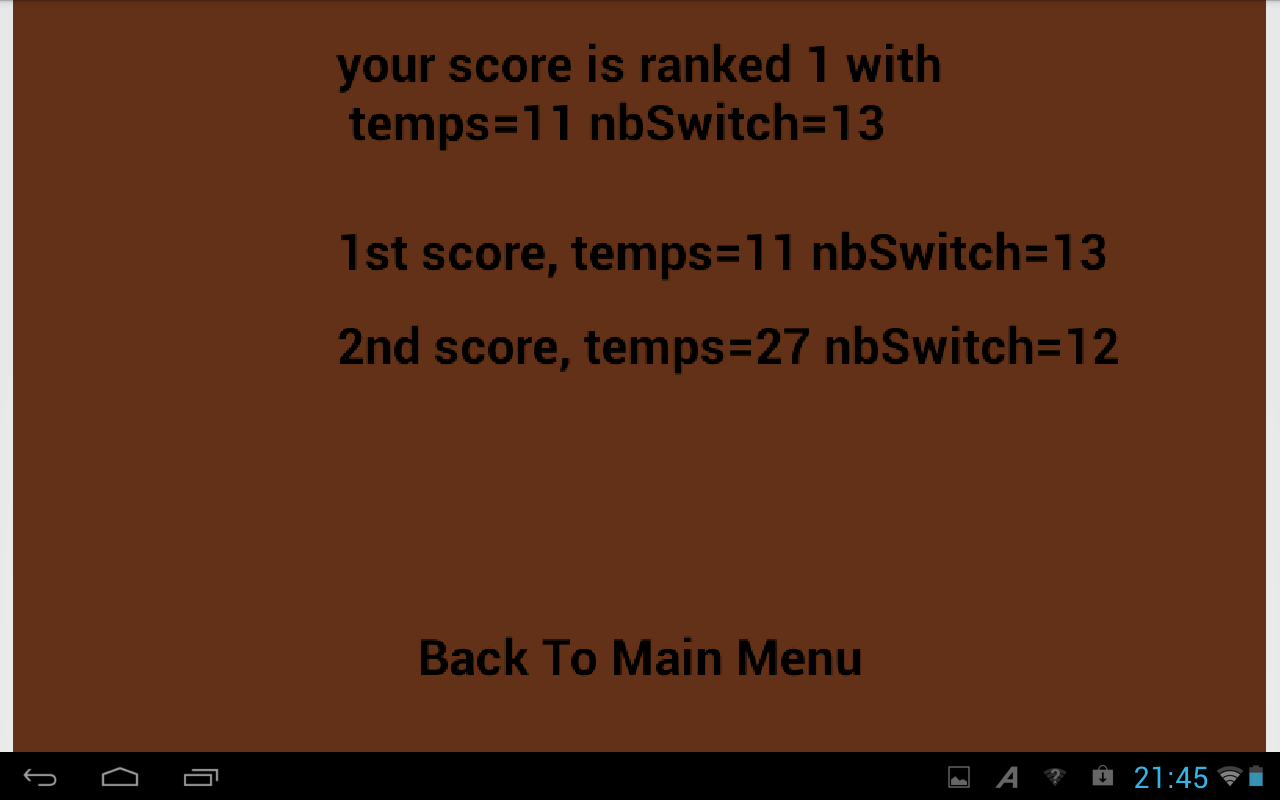 your score is ranked 1 with
temps=11 nbSwitch=13
1st score, temps=11 nbSwitch=13
2nd score, temps=27 nbSwitch=12
Back To Main Menu
21:45